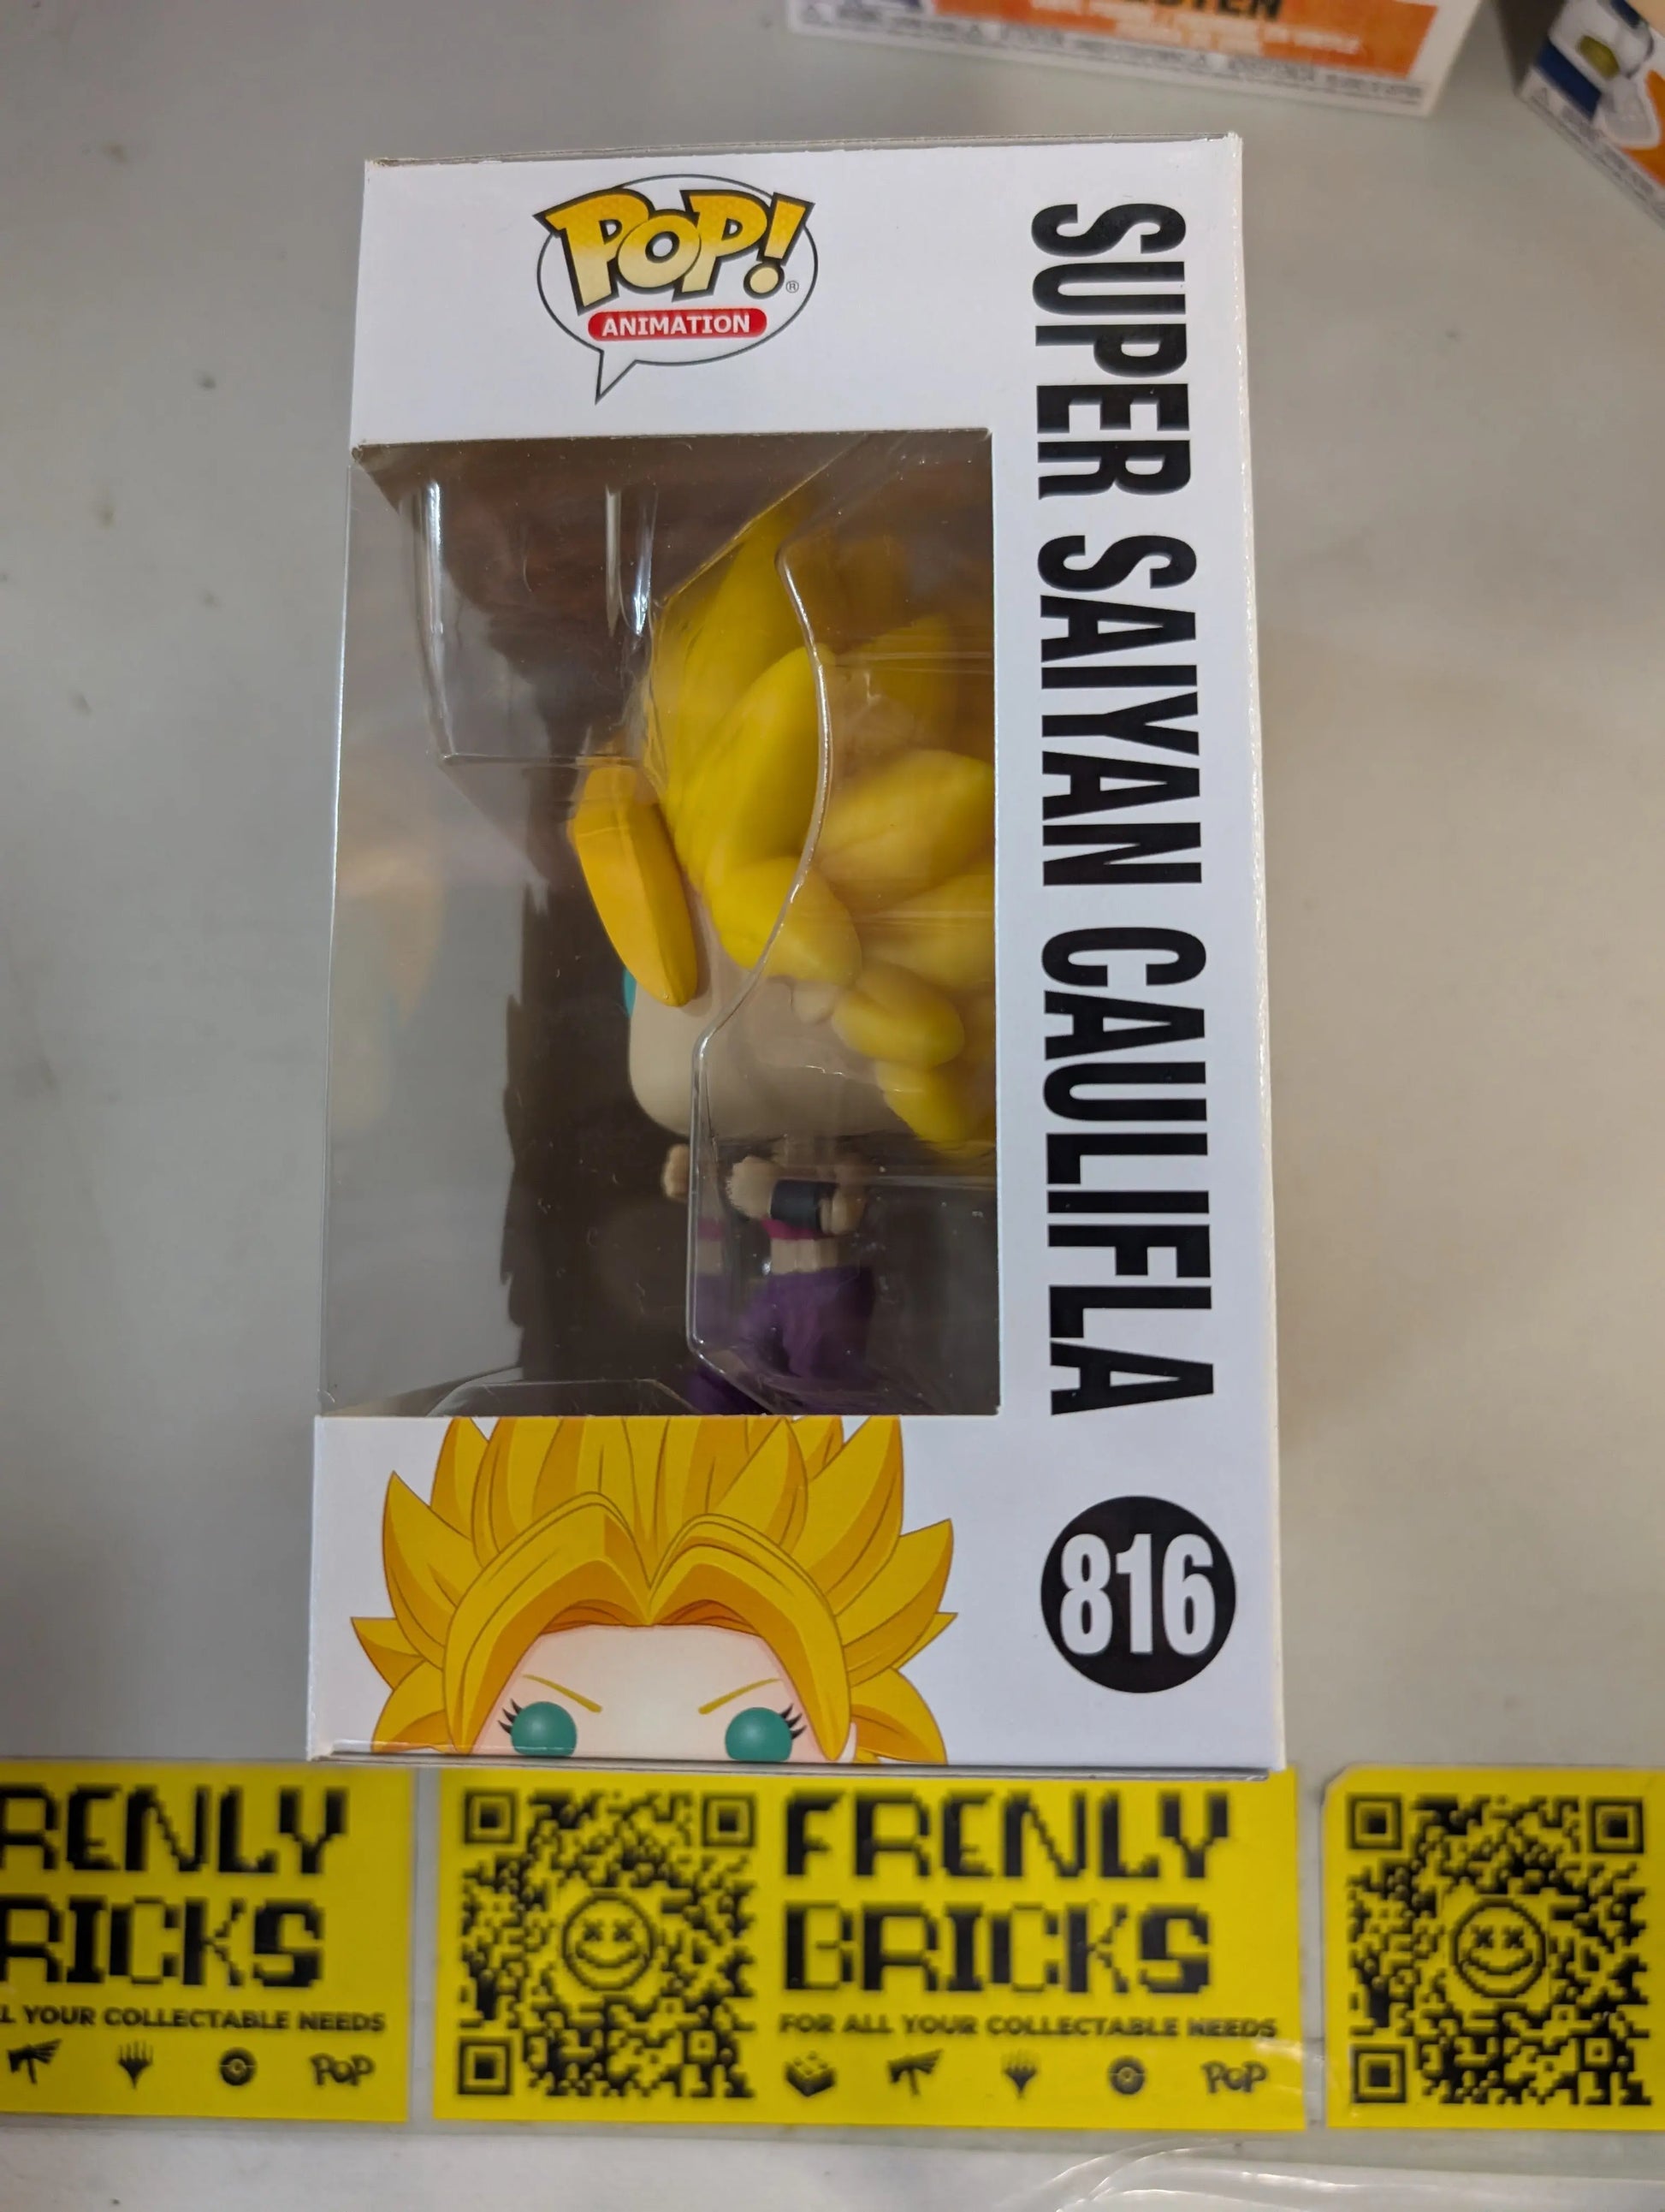 POP!
®
ANIMATION
SUPER SAIYAN CAULIFLA
816
RENLY
RICKS
L YOUR COLLECTABLE NEEDS
POP
FRENLY
BRICKS
FOR ALL YOUR COLLECTABLE NEEDS
POP